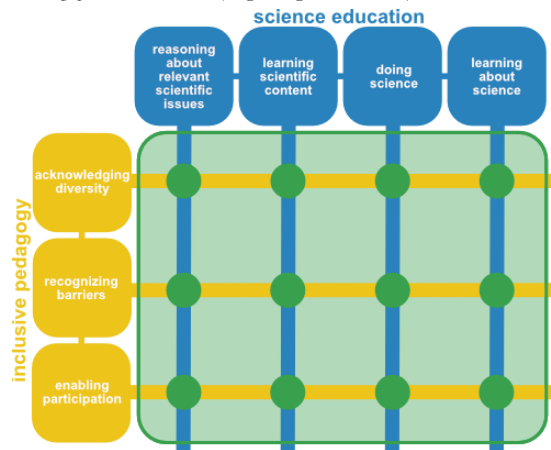 science education
reasoning
about
relevant
scientific
issues
learning
scientific
content
doing
science
learning
about
science
inclusive pedagogy
acknowledging
diversity
recognizing
barriers
enabling
participation